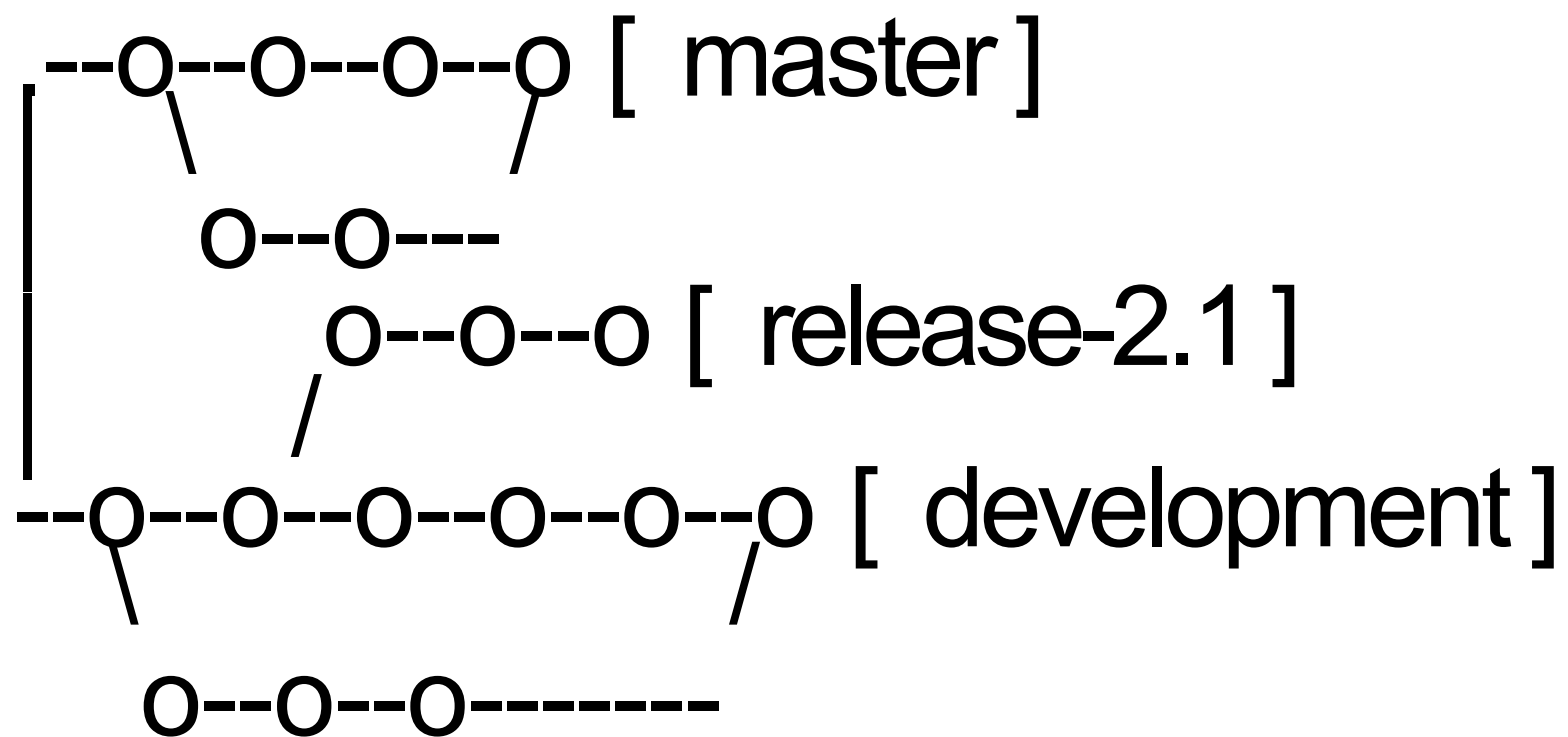 --o--o--o--o [ master ]
| \ /
| o--o---
| o--o--o [ release-2.1 ]
| /
--o--o--o--o--o--o [ development ]
\ /
o--o--o-------